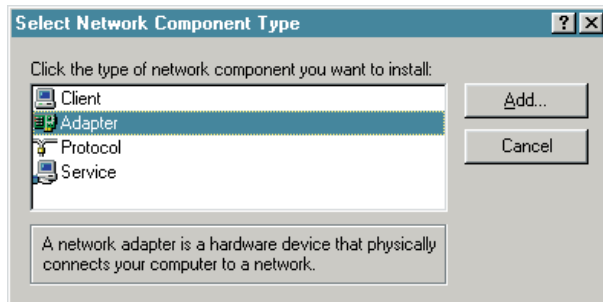 Select Network Component Type
Click the type of network component you want to install:
Client
Adapter
Protocol
Service
Add...
Cancel
A network adapter is a hardware device that physically
connects your computer to a network.